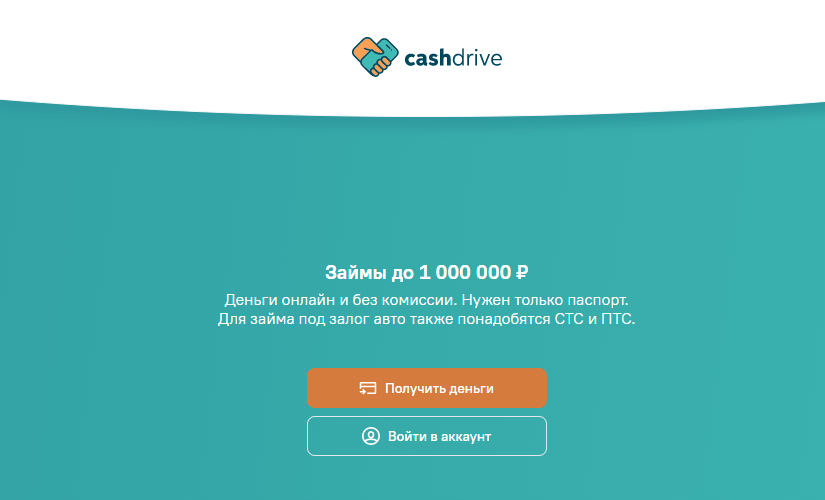 cashdrive
Займы до 1 000 000 ₽
Деньги онлайн и без комиссии. Нужен только паспорт.
Для займа под залог авто также понадобятся СТС и ПТС.
Получить деньги
Войти в аккаунт